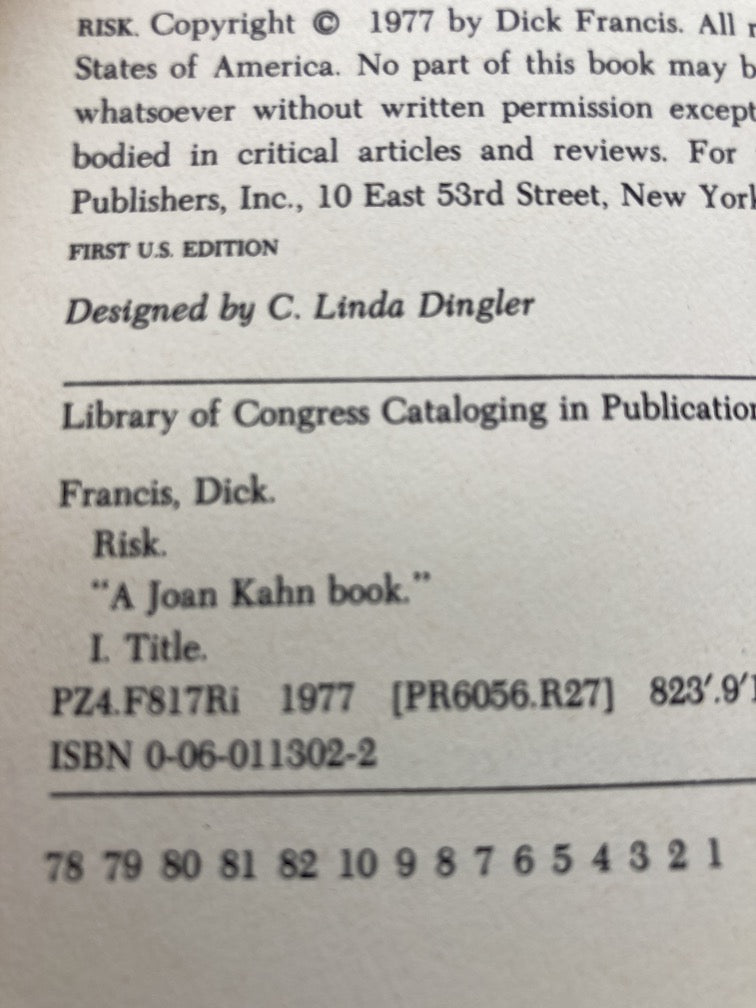 RISK. Copyright © 1977 by Dick Francis. All
States of America. No part of this book may
whatsoever without written permission except
bodied in critical articles and reviews. For
Publishers, Inc., 10 East 53rd Street, New York
FIRST U.S. EDITION
Designed by C. Linda Dingler
Library of Congress Cataloging in Publication
Francis, Dick.
Risk.
"A Joan Kahn book."
I. Title.
PZ4.F817Ri 1977 [PR6056.R27] 823'.9'1
ISBN 0-06-011302-2
78 79 80 81 82 10 9 8 7 6 5 4 3 2 1